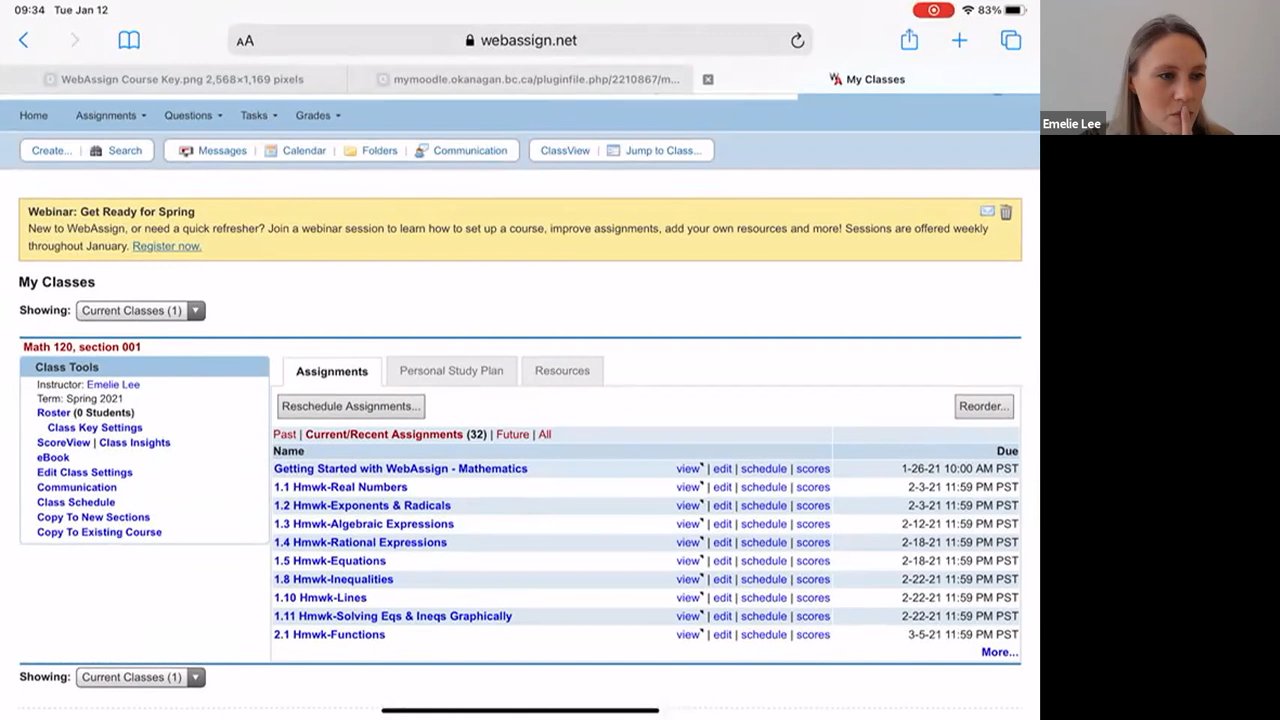 09:34 Tue Jan 12
83%
AA
webassign.net
WebAssign Course Key.png 2,568×1,169 pixels
mymoodle.okanagan.bc.ca/pluginfile.php/2210867/m...
My Classes
Emelie Lee
Home Assignments Questions Tasks Grades
Create... Search Messages Calendar Folders Communication ClassView Jump to Class...
Webinar: Get Ready for Spring
New to WebAssign, or need a quick refresher? Join a webinar session to learn how to set up a course, improve assignments, add your own resources and more! Sessions are offered weekly
throughout January. Register now.
My Classes
Showing: Current Classes (1)
Math 120, section 001
Class Tools
Instructor: Emelie Lee
Term: Spring 2021
Roster (0 Students)
Class Key Settings
ScoreView | Class Insights
eBook
Edit Class Settings
Communication
Class Schedule
Copy To New Sections
Copy To Existing Course
Assignments Personal Study Plan Resources
Reschedule Assignments... Reorder...
Past | Current/Recent Assignments (32) | Future | All
Name Due
Getting Started with WebAssign - Mathematics view | edit | schedule | scores 1-26-21 10:00 AM PST
1.1 Hmwk-Real Numbers view | edit | schedule | scores 2-3-21 11:59 PM PST
1.2 Hmwk-Exponents & Radicals view | edit | schedule | scores 2-3-21 11:59 PM PST
1.3 Hmwk-Algebraic Expressions view | edit | schedule | scores 2-12-21 11:59 PM PST
1.4 Hmwk-Rational Expressions view | edit | schedule | scores 2-18-21 11:59 PM PST
1.5 Hmwk-Equations view | edit | schedule | scores 2-18-21 11:59 PM PST
1.8 Hmwk-Inequalities view | edit | schedule | scores 2-22-21 11:59 PM PST
1.10 Hmwk-Lines view | edit | schedule | scores 2-22-21 11:59 PM PST
1.11 Hmwk-Solving Eqs & Ineqs Graphically view | edit | schedule | scores 2-22-21 11:59 PM PST
2.1 Hmwk-Functions view | edit | schedule | scores 3-5-21 11:59 PM PST
More...
Showing: Current Classes (1)